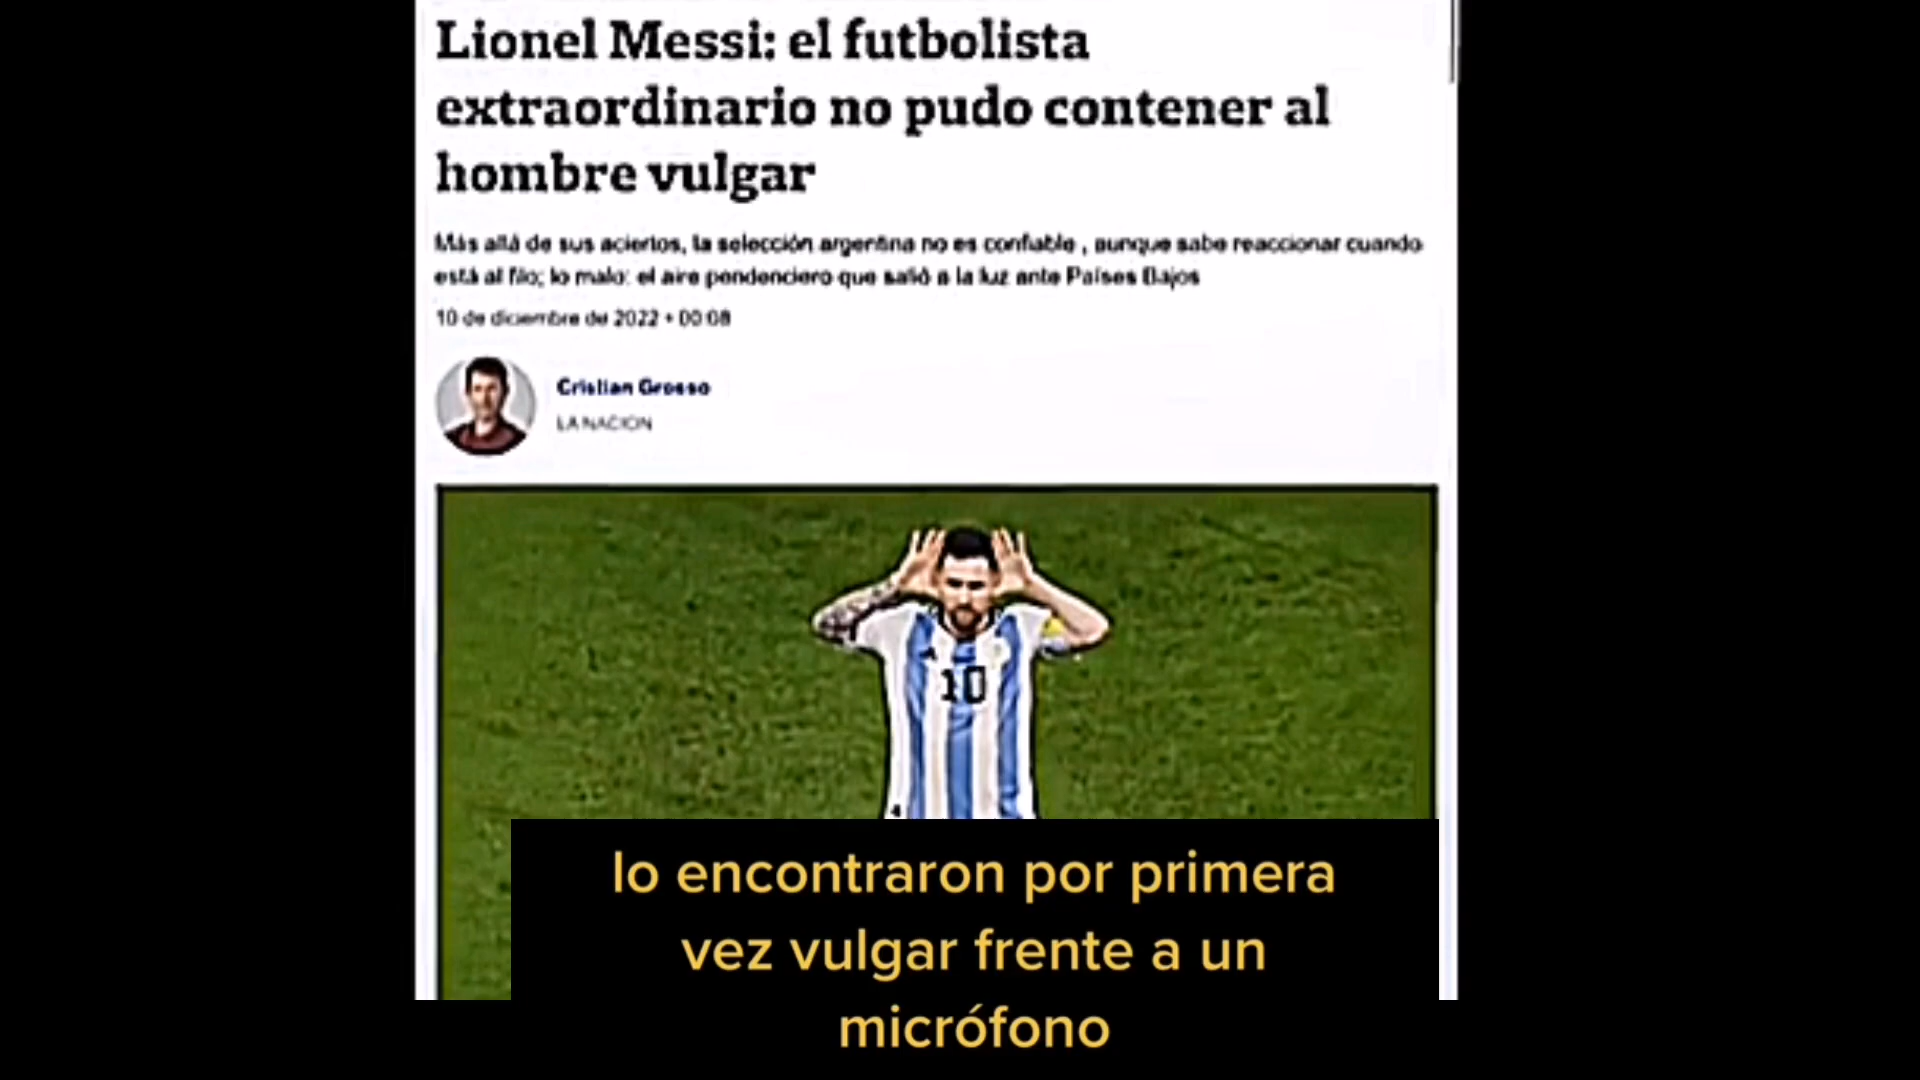 Lionel Messi: el futbolista
extraordinario no pudo contener al
hombre vulgar
Más allá de sus aciertos, la selección argentina no es confiable , aunque sabe reaccionar cuando
está al filo; lo malo: el aire pendenciero que salió a la luz ante Países Bajos
10 de diciembre de 2022 • 00:08
Cristian Grosso
LA NACION
10
4
lo encontraron por primera
vez vulgar frente a un
micrófono